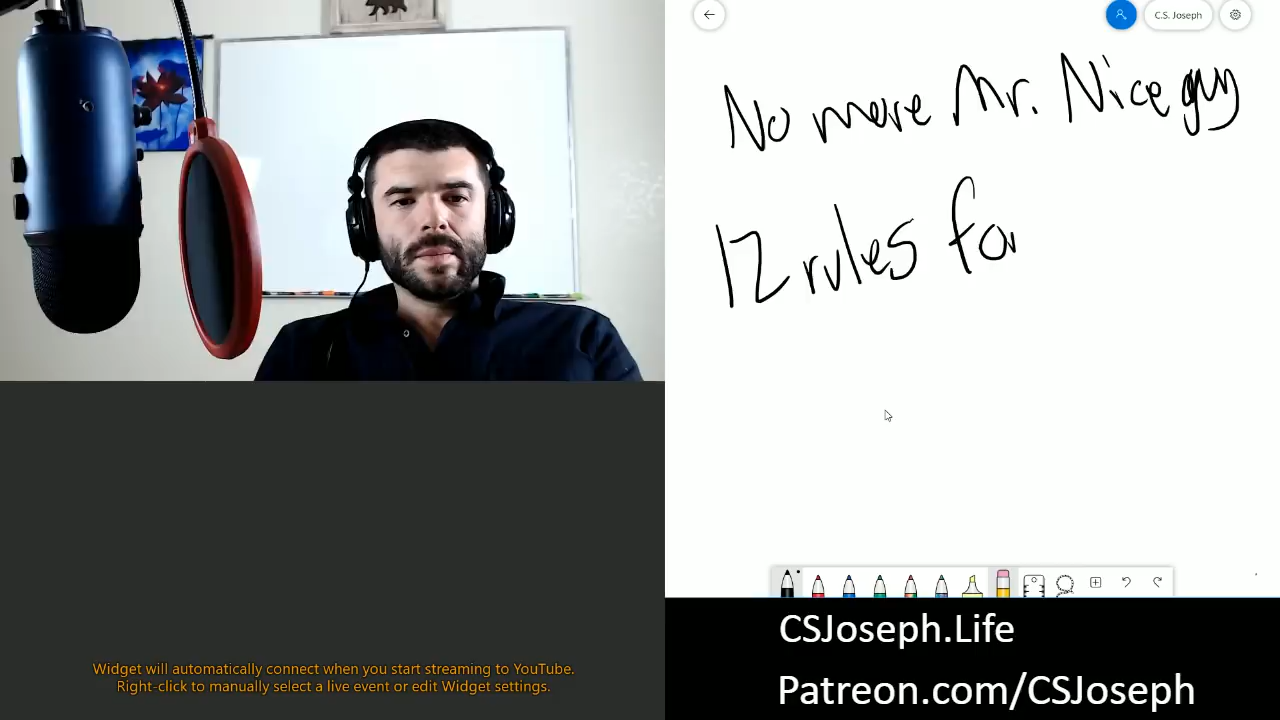 C.S. Joseph
No more Mr. Nice guy
12 rules for
Widget will automatically connect when you start streaming to YouTube.
Right-click to manually select a live event or edit Widget settings.
CSJoseph.Life
Patreon.com/CSJoseph